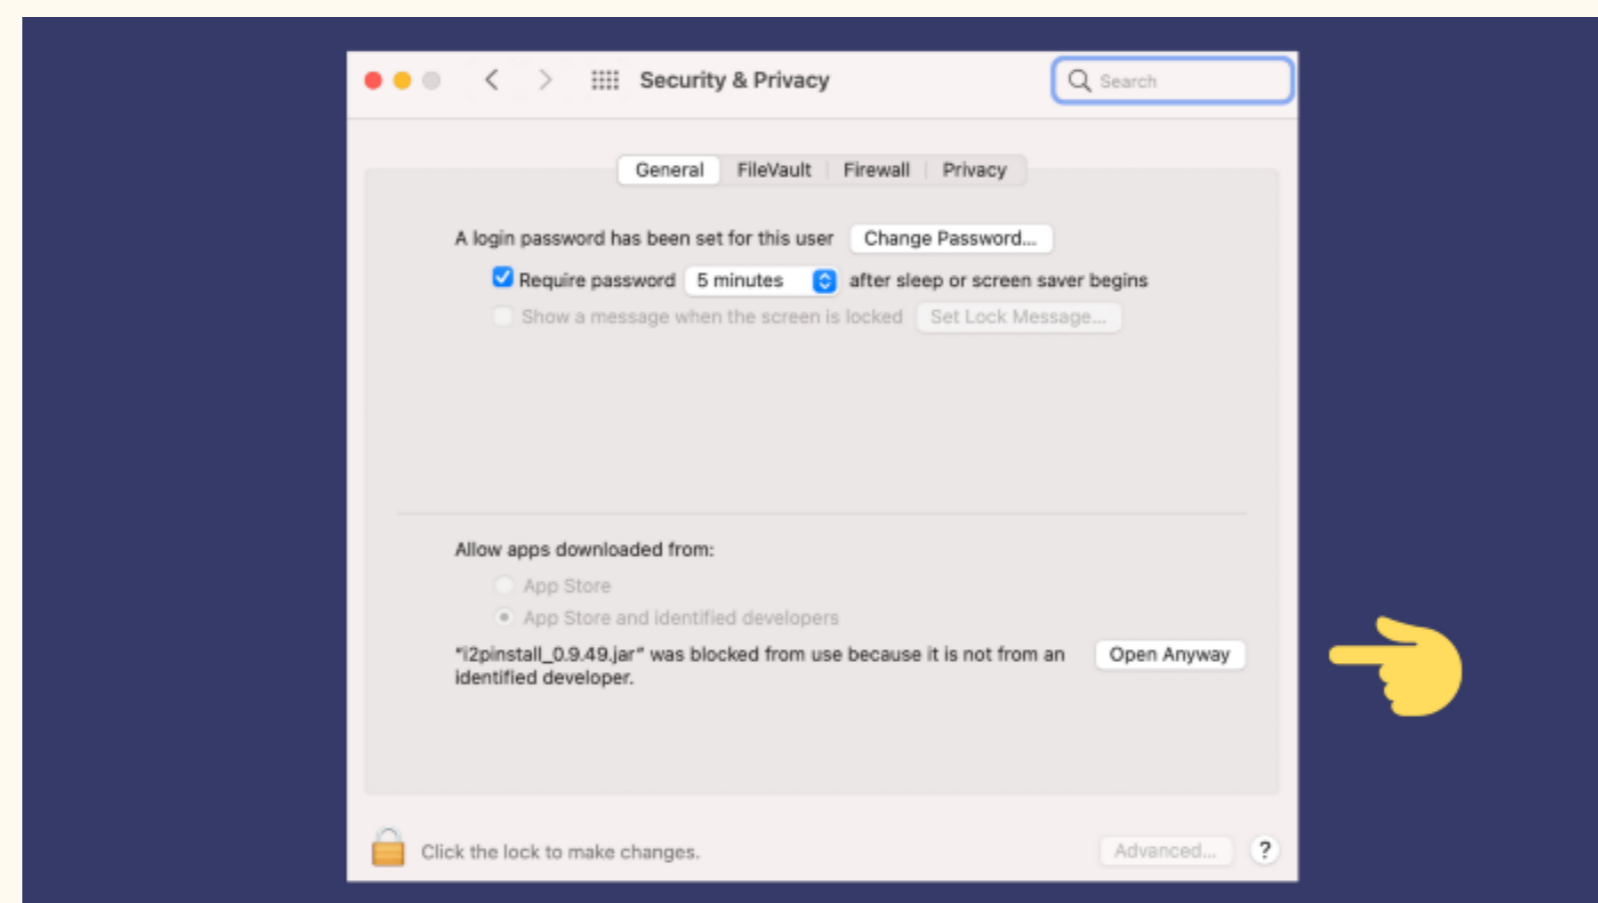 Security & Privacy
Search
General FileVault Firewall Privacy
A login password has been set for this user Change Password...
Require password 5 minutes after sleep or screen saver begins
Show a message when the screen is locked Set Lock Message...
Allow apps downloaded from:
App Store
App Store and identified developers
"i2pinstall_0.9.49.jar" was blocked from use because it is not from an Open Anyway
identified developer.
Click the lock to make changes. Advanced... ?